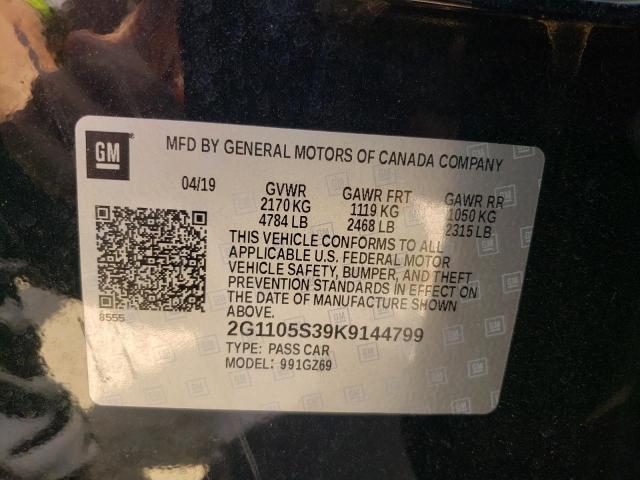 GM
MFD BY GENERAL MOTORS OF CANADA COMPANY
04/19 GVWR GAWR FRT GAWR RR
2170 KG 1119 KG 1050 KG
4784 LB 2468 LB 2315 LB
THIS VEHICLE CONFORMS TO ALL
APPLICABLE U.S. FEDERAL MOTOR
VEHICLE SAFETY, BUMPER, AND THEFT
PREVENTION STANDARDS IN EFFECT ON
THE DATE OF MANUFACTURE SHOWN
ABOVE.
8555
2G1105S39K9144799
TYPE: PASS CAR
MODEL: 991GZ69